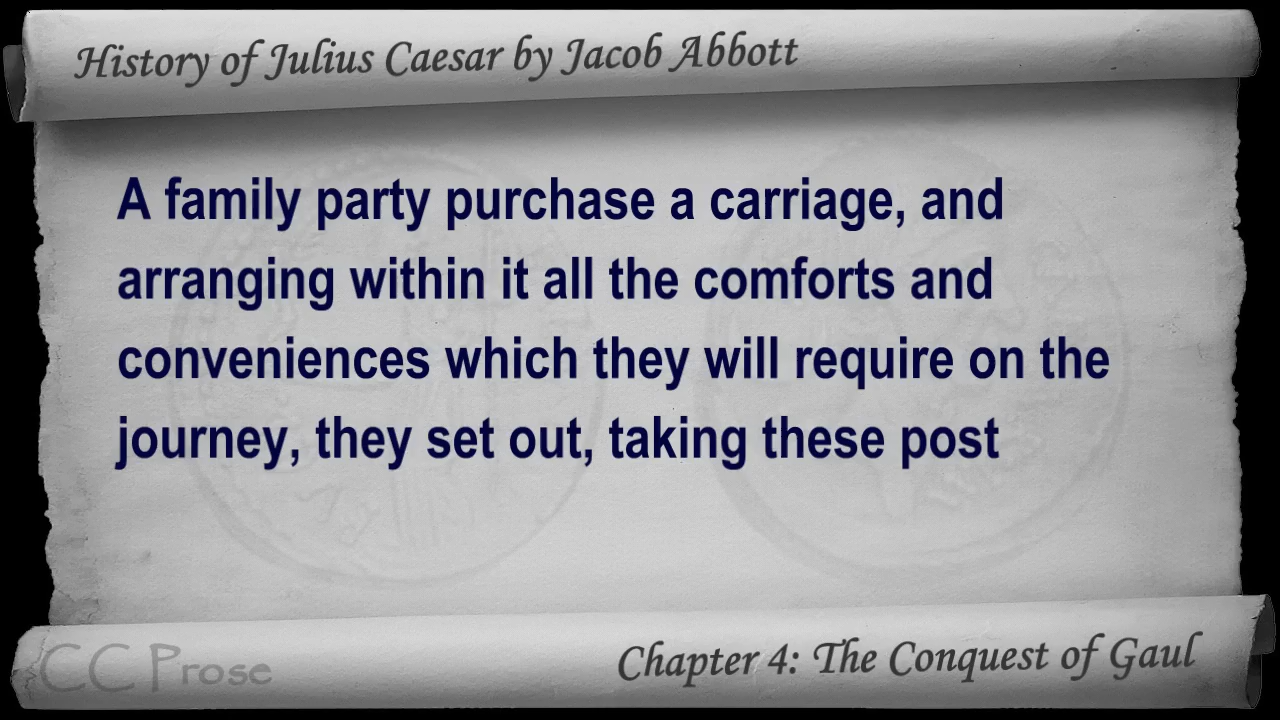 History of Julius Caesar by Jacob Abbott
A family party purchase a carriage, and
arranging within it all the comforts and
conveniences which they will require on the
journey, they set out, taking these post
CC Prose
Chapter 4: The Conquest of Gaul